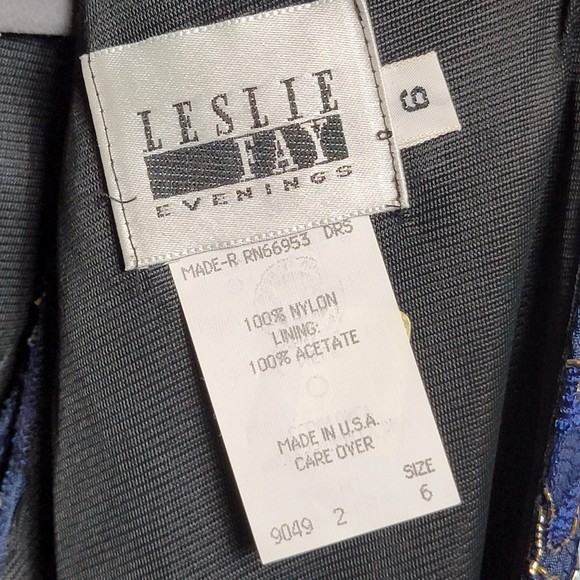 LESLIE
FAY
EVENINGS
6
MADE-R RN66953 DRS
100% NYLON
LINING:
100% ACETATE
MADE IN U.S.A.
CARE OVER
SIZE
9049 2 6